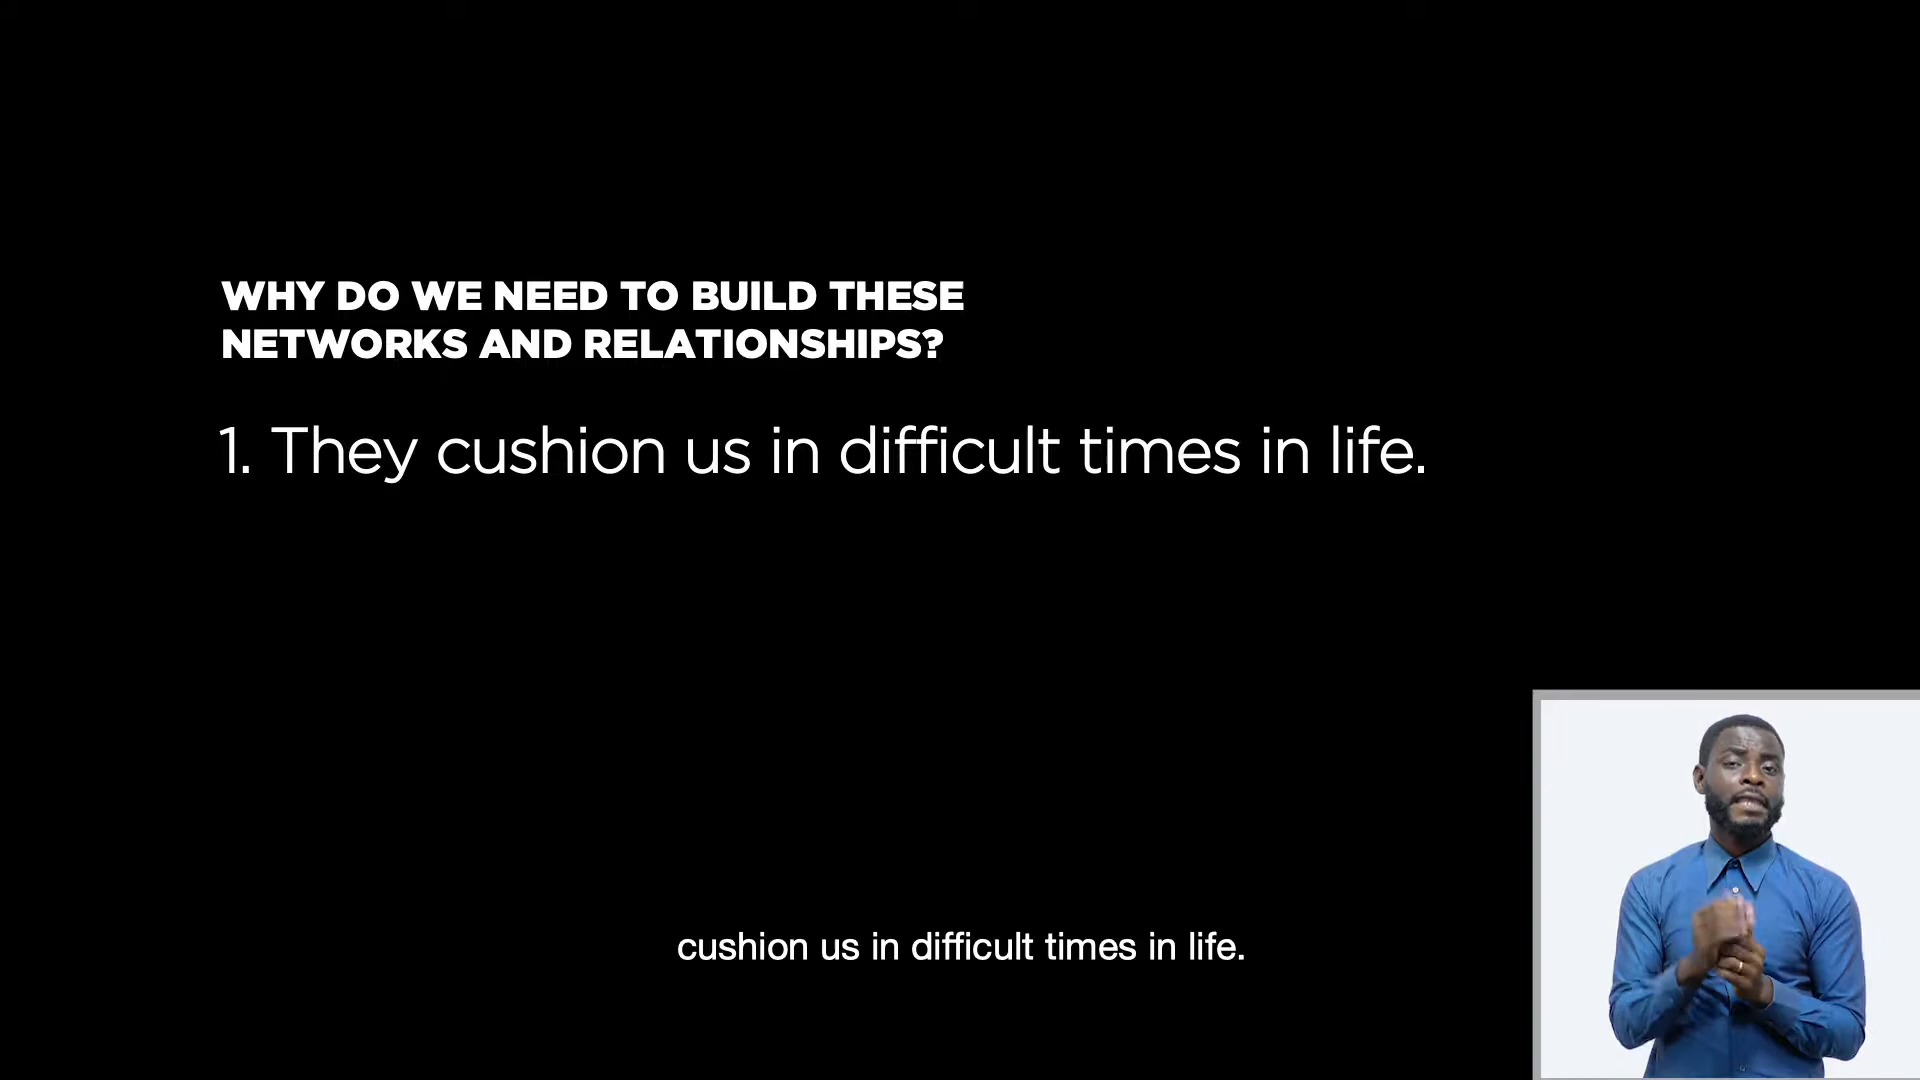 WHY DO WE NEED TO BUILD THESE
NETWORKS AND RELATIONSHIPS?
1. They cushion us in difficult times in life.
cushion us in difficult times in life.